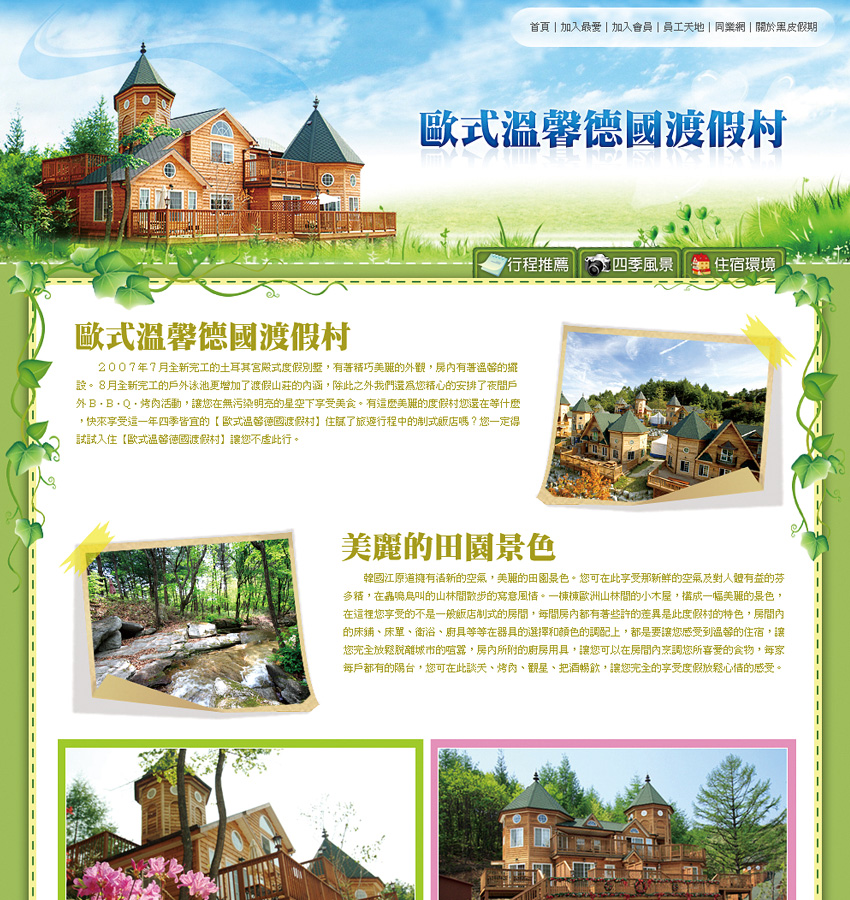 首頁 | 加入最愛 | 加入會員 | 員工天地 | 同業網 | 關於黑皮假期
歐式溫馨德國渡假村
行程推薦 四季風景 住宿環境
歐式溫馨德國渡假村
2007年7月全新完工的土耳其宮殿式度假別墅，有著精巧美麗的外觀，房內有著溫馨的擺
設。8月全新完工的戶外泳池更增加了渡假山莊的內涵，除此之外我們還為您精心的安排了夜間戶
外B‧B‧Q‧烤肉活動，讓您在無污染明亮的星空下享受美食。有這麼美麗的度假村您還在等什麼
，快來享受這一年四季皆宜的【歐式溫馨德國渡假村】住膩了旅遊行程中的制式飯店嗎？您一定得
試試入住【歐式溫馨德國渡假村】讓您不虛此行。
美麗的田園景色
韓國江原道擁有清新的空氣，美麗的田園景色。您可在此享受那新鮮的空氣及對人體有益的芬
多精，在蟲鳴鳥叫的山林間散步的寫意風情。一棟棟歐洲山林間的小木屋，構成一幅美麗的景色，
在這裡您享受的不是一般飯店制式的房間，每間房內都有著些許的差異是此度假村的特色，房間內
的床鋪、床單、衛浴、廚具等等在器具的選擇和顏色的調配上，都是要讓您感受到溫馨的住宿，讓
您完全放鬆脫離城市的喧囂，房內所附的廚房用具，讓您可以在房間內烹調您所喜愛的食物，每家
每戶都有的陽台，您可在此談天、烤肉、觀星、把酒暢飲，讓您完全的享受度假放鬆心情的感受。